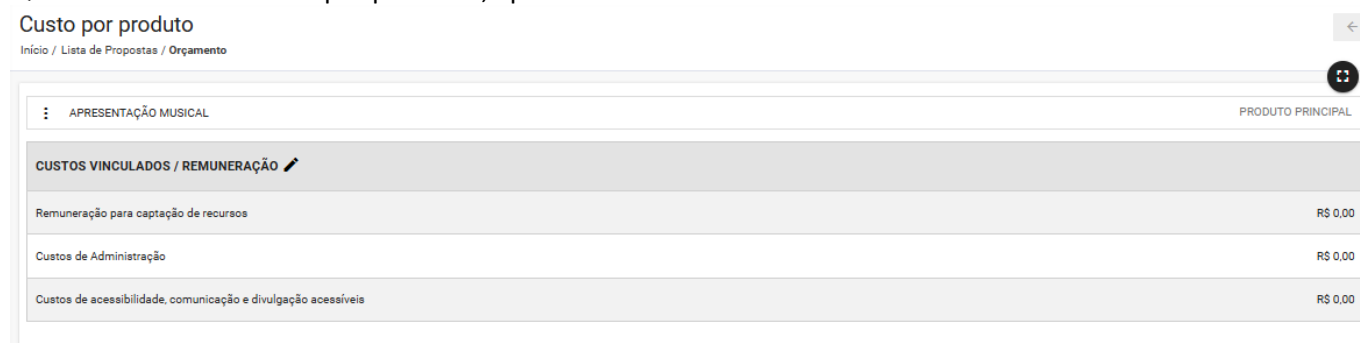 Custo por produto
Início / Lista de Propostas / Orçamento
APRESENTAÇÃO MUSICAL PRODUTO PRINCIPAL
CUSTOS VINCULADOS / REMUNERAÇÃO
Remuneração para captação de recursos R$ 0,00
Custos de Administração R$ 0,00
Custos de acessibilidade, comunicação e divulgação acessíveis R$ 0,00